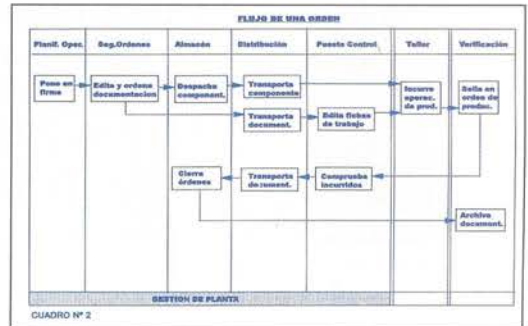 FLUJO DE UNA ORDEN
Planif. Oper.
Seg.Ordenes
Almacén
Distribución
Puesto Control
Taller
Verificación
Pone en
firme
Edita y ordena
documentacion
Despacha
component.
Transporta
componente
Incurre
operac.
de prod.
Sella en
orden de
produc.
Transporta
document.
Edita fichas
de trabajo
Cierra
órdenes
Transporta
document.
Comprueba
incurridos
Archiva
document.
GESTION DE PLANTA
CUADRO Nº 2